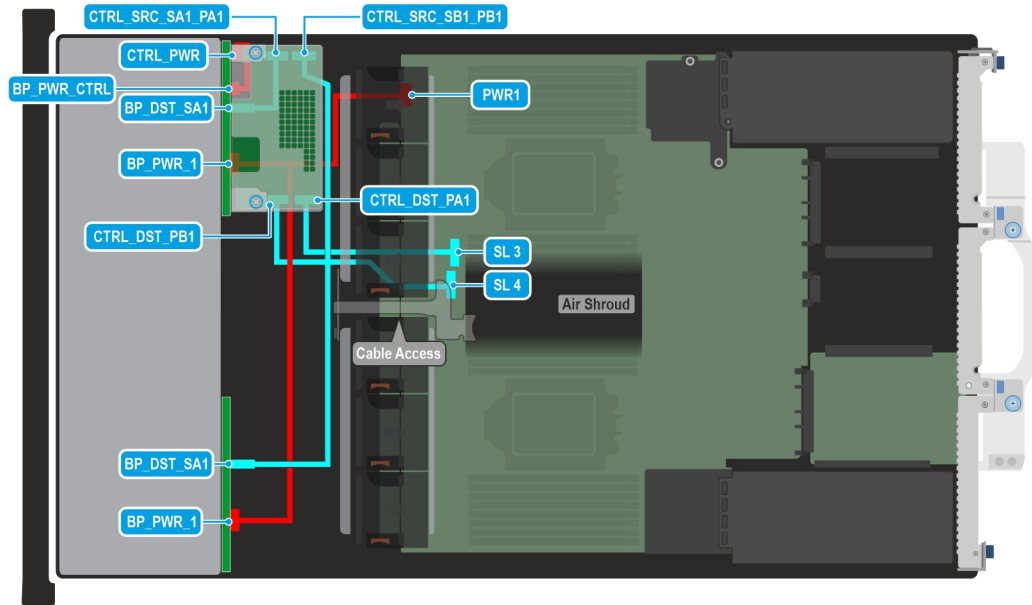 CTRL_SRC_SA1_PA1
CTRL_SRC_SB1_PB1
CTRL_PWR
BP_PWR_CTRL
PWR1
BP_DST_SA1
BP_PWR_1
CTRL_DST_PA1
CTRL_DST_PB1
SL 3
SL 4
Air Shroud
Cable Access
BP_DST_SA1
BP_PWR_1